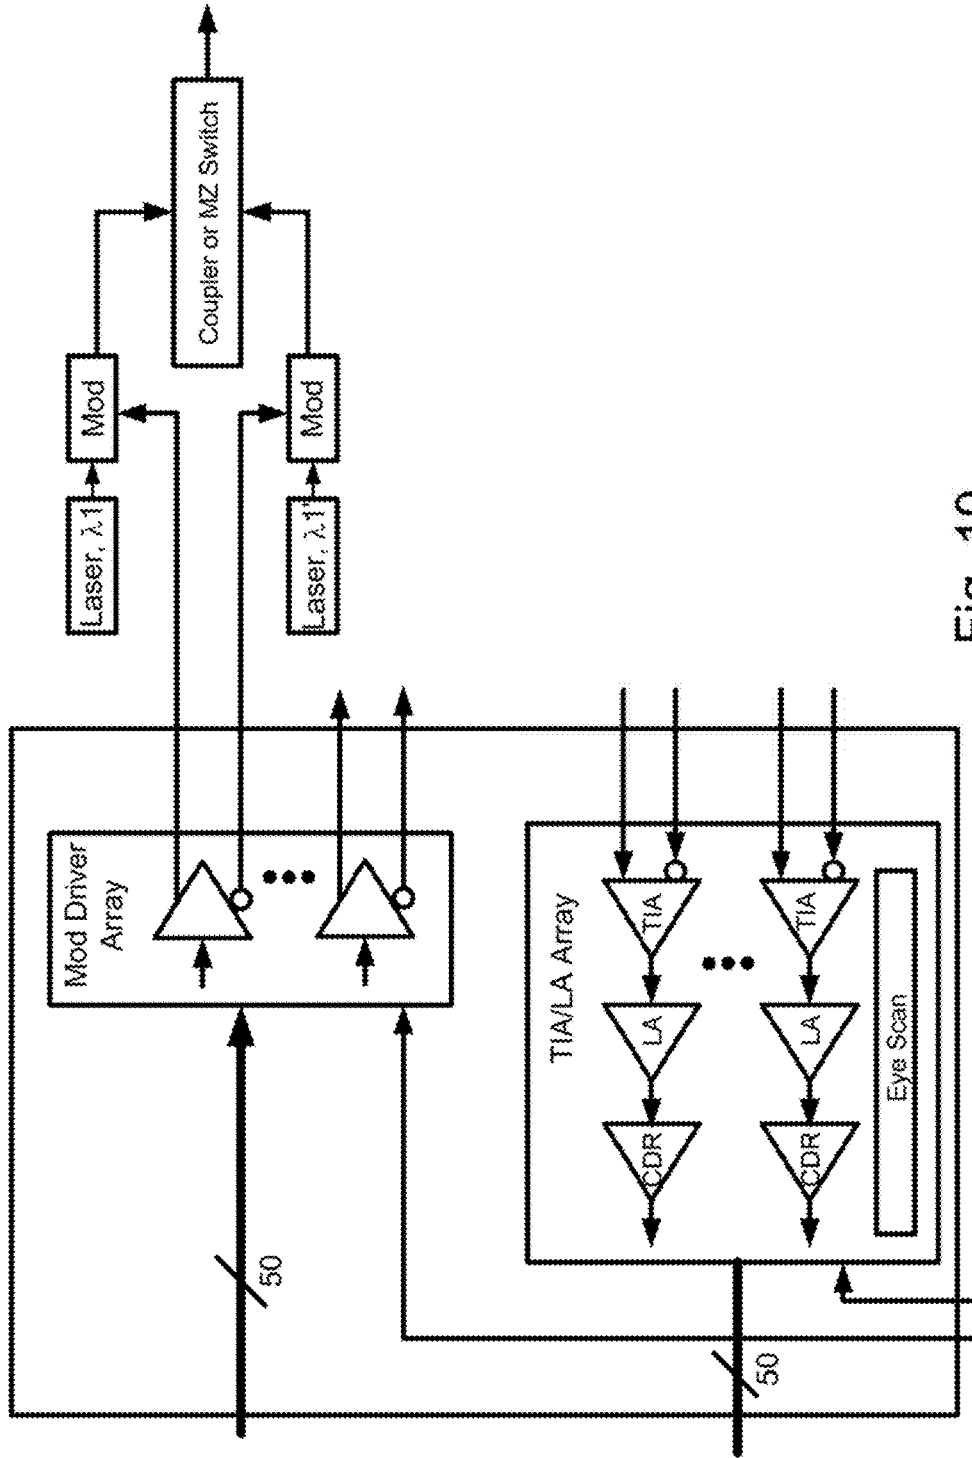 Mod Driver
Array
50
Laser, λ1
Mod
Laser, λ1'
Mod
Coupler or MZ Switch
TIA/LA Array
TIA
LA
CDR
TIA
LA
CDR
Eye Scan
50